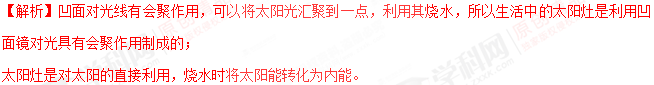 【解析】凹面对光线有会聚作用，可以将太阳光汇聚到一点，利用其烧水，所以生活中的太阳灶是利用凹
面镜对光具有会聚作用制成的；
太阳灶是对太阳的直接利用，烧水时将太阳能转化为内能。